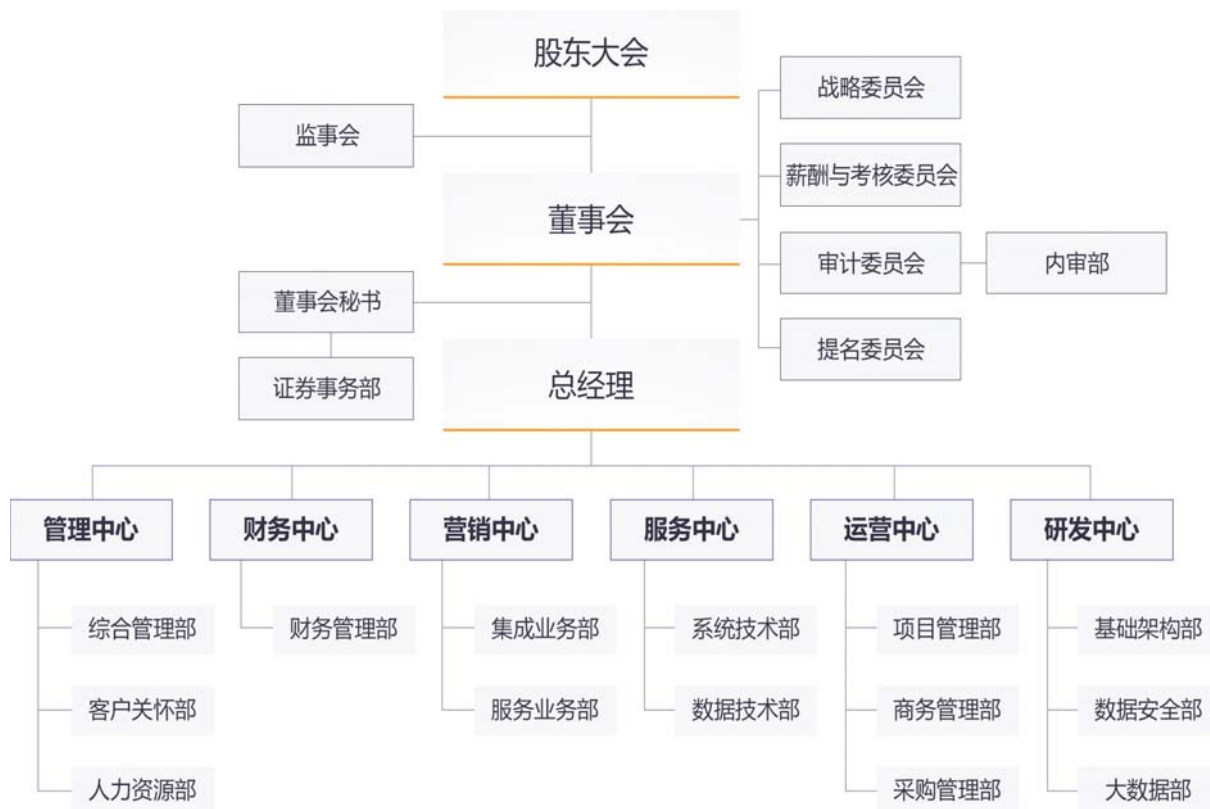 股东大会
战略委员会
监事会
薪酬与考核委员会
董事会
审计委员会
内审部
董事会秘书
提名委员会
总经理
证券事务部
管理中心
财务中心
营销中心
服务中心
运营中心
研发中心
综合管理部
财务管理部
集成业务部
系统技术部
项目管理部
基础架构部
客户关怀部
服务业务部
数据技术部
商务管理部
数据安全部
人力资源部
采购管理部
大数据部